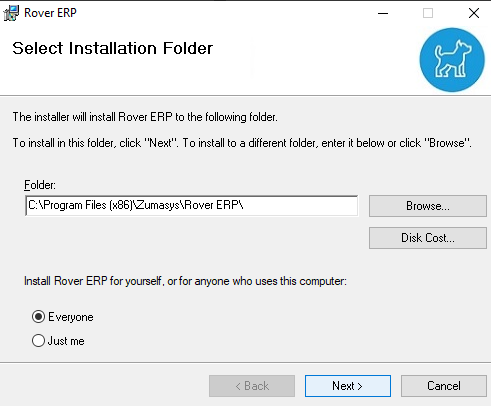 Rover ERP
Select Installation Folder
The installer will install Rover ERP to the following folder.
To install in this folder, click "Next". To install to a different folder, enter it below or click "Browse".
Folder:
C:\Program Files (x86)\Zumasys\Rover ERP\
Browse...
Disk Cost...
Install Rover ERP for yourself, or for anyone who uses this computer:
Everyone
Just me
< Back
Next >
Cancel